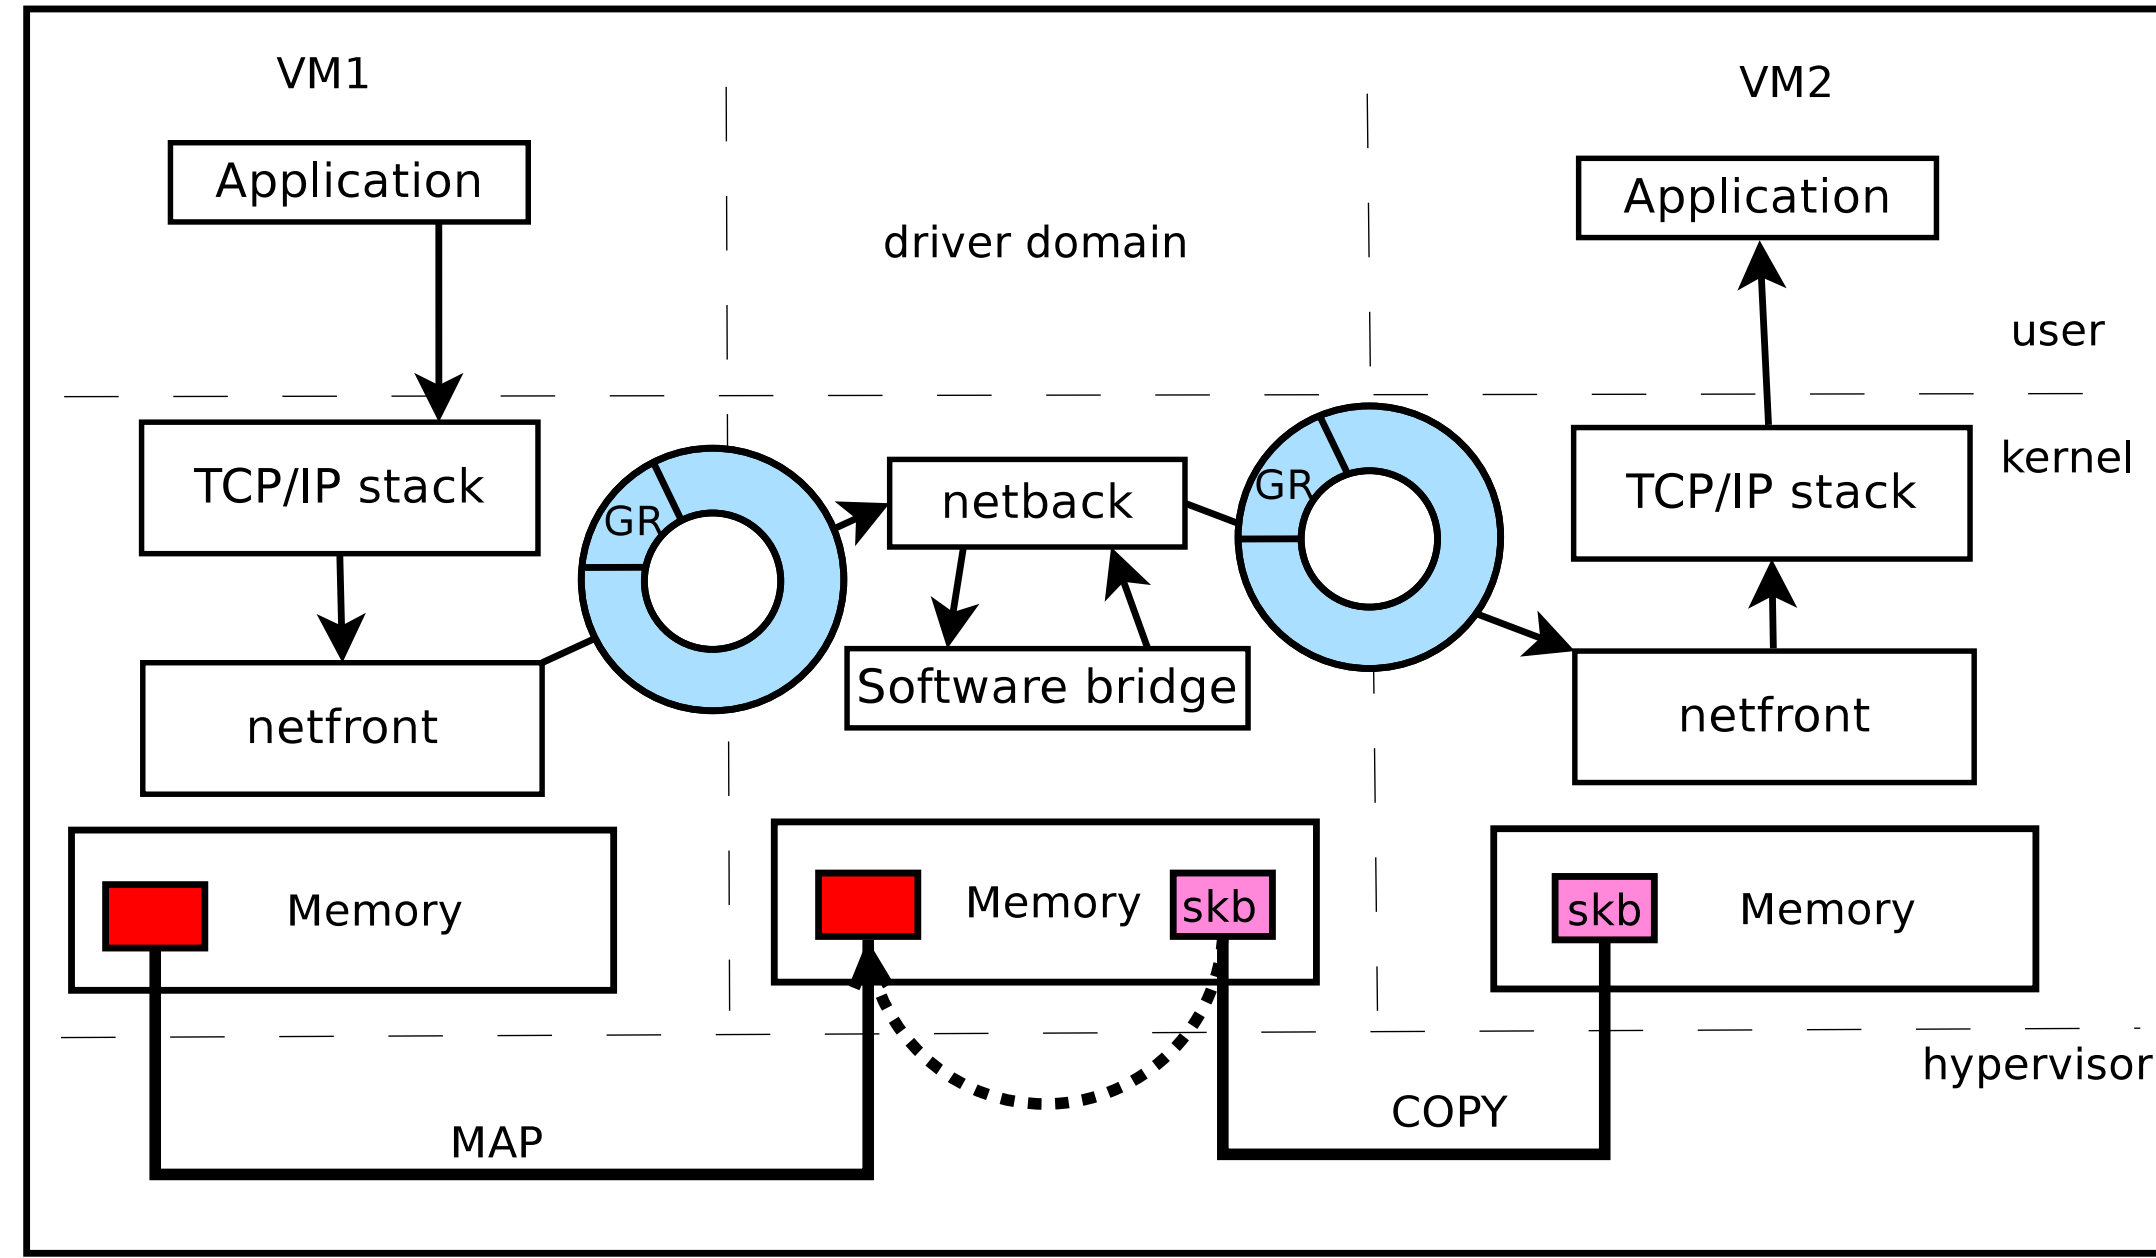 VM1
VM2
Application
Application
driver domain
user
kernel
TCP/IP stack
GR
netback
GR
TCP/IP stack
netfront
Software bridge
netfront
Memory
Memory
skb
skb
Memory
hypervisor
MAP
COPY